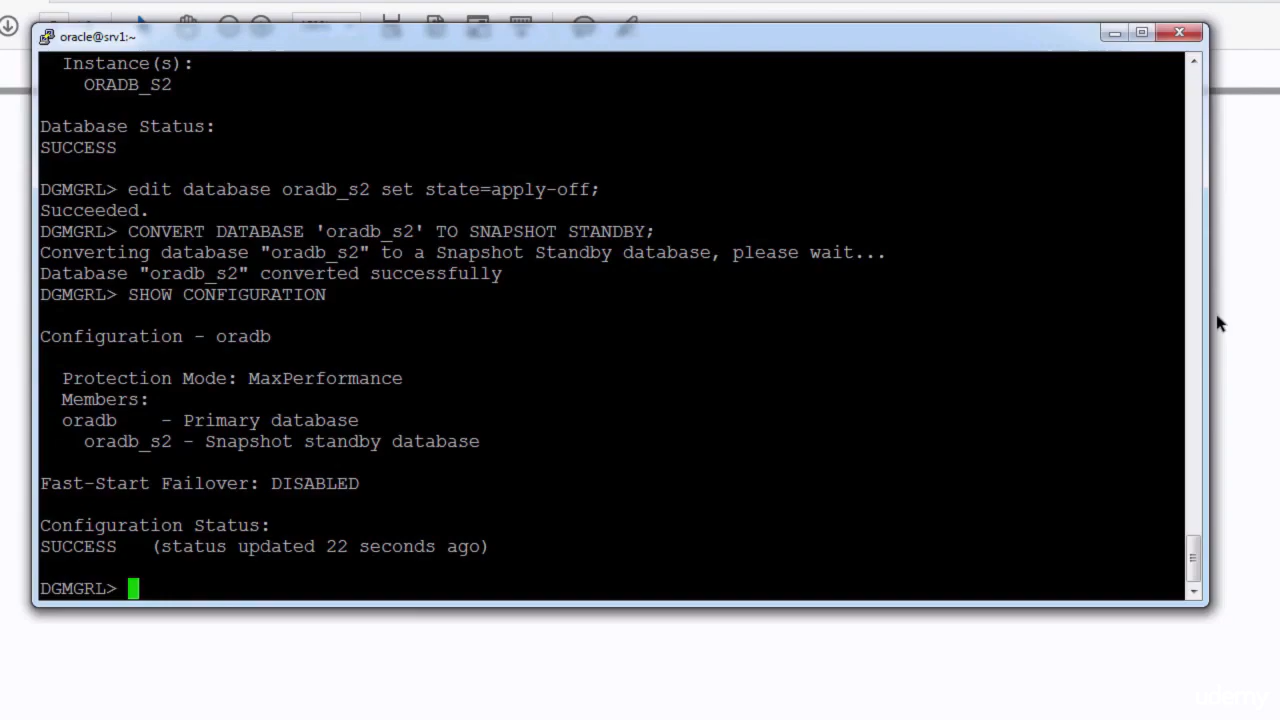 oracle@srv1:~
Instance(s):
ORADB_S2
Database Status:
SUCCESS
DGMGRL> edit database oradb_s2 set state=apply-off;
Succeeded.
DGMGRL> CONVERT DATABASE 'oradb_s2' TO SNAPSHOT STANDBY;
Converting database "oradb_s2" to a Snapshot Standby database, please wait...
Database "oradb_s2" converted successfully
DGMGRL> SHOW CONFIGURATION
Configuration - oradb
Protection Mode: MaxPerformance
Members:
oradb    - Primary database
oradb_s2 - Snapshot standby database
Fast-Start Failover: DISABLED
Configuration Status:
SUCCESS   (status updated 22 seconds ago)
DGMGRL>
udemy